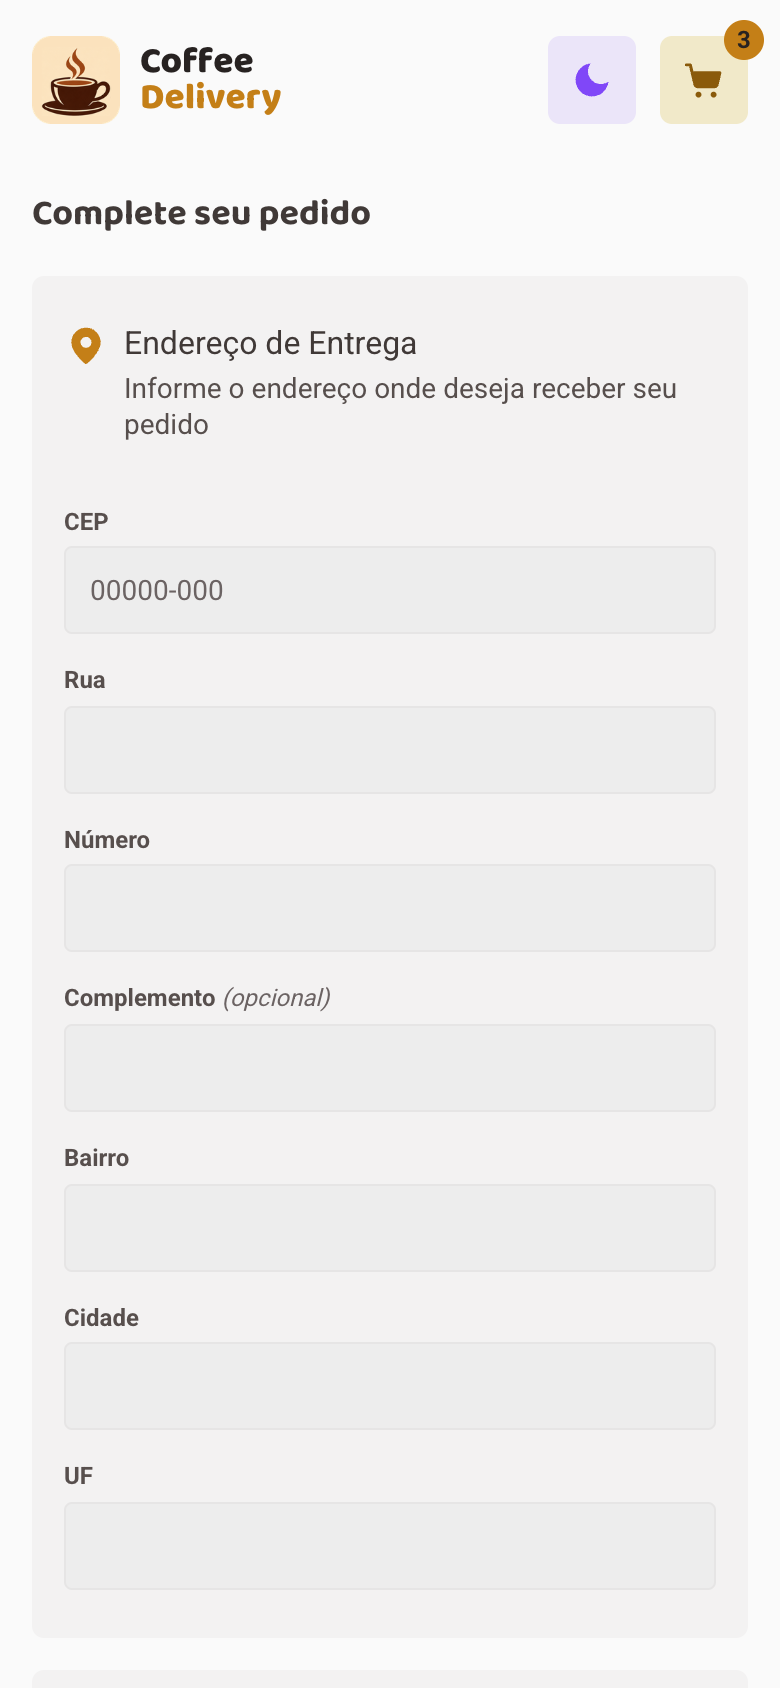 Coffee
Delivery
3
Complete seu pedido
Endereço de Entrega
Informe o endereço onde deseja receber seu
pedido
CEP
00000-000
Rua
Número
Complemento (opcional)
Bairro
Cidade
UF